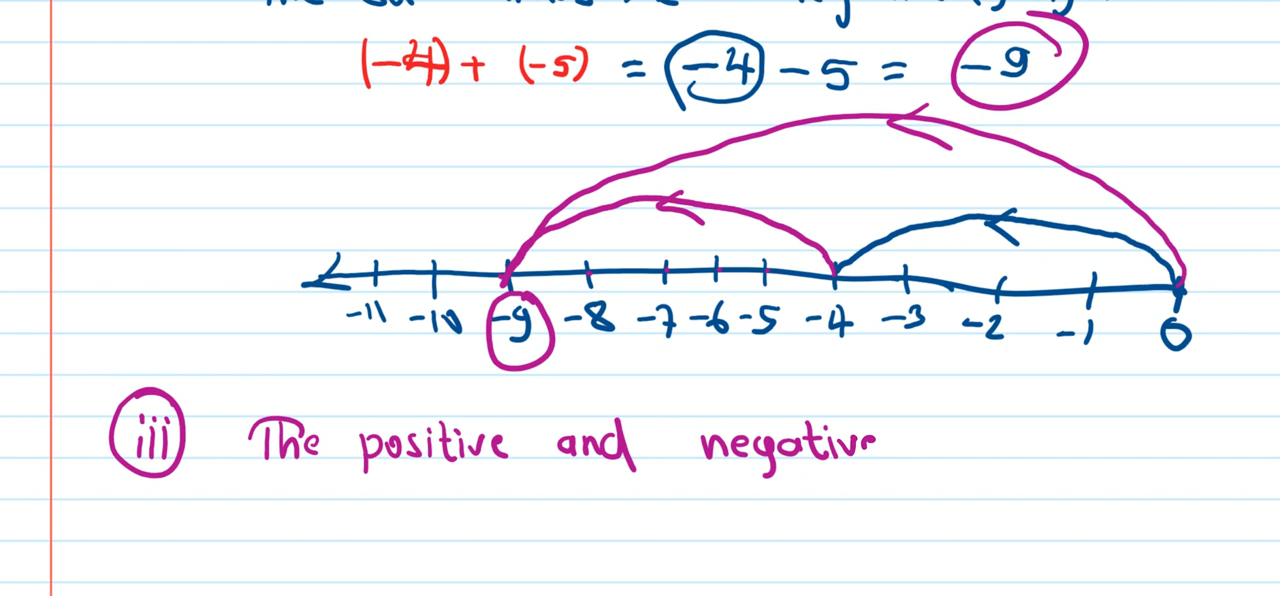 (-4) + (-5) = -4 - 5 = -9
-11 -10 -9 -8 -7 -6 -5 -4 -3 -2 -1 0
iii The positive and negative